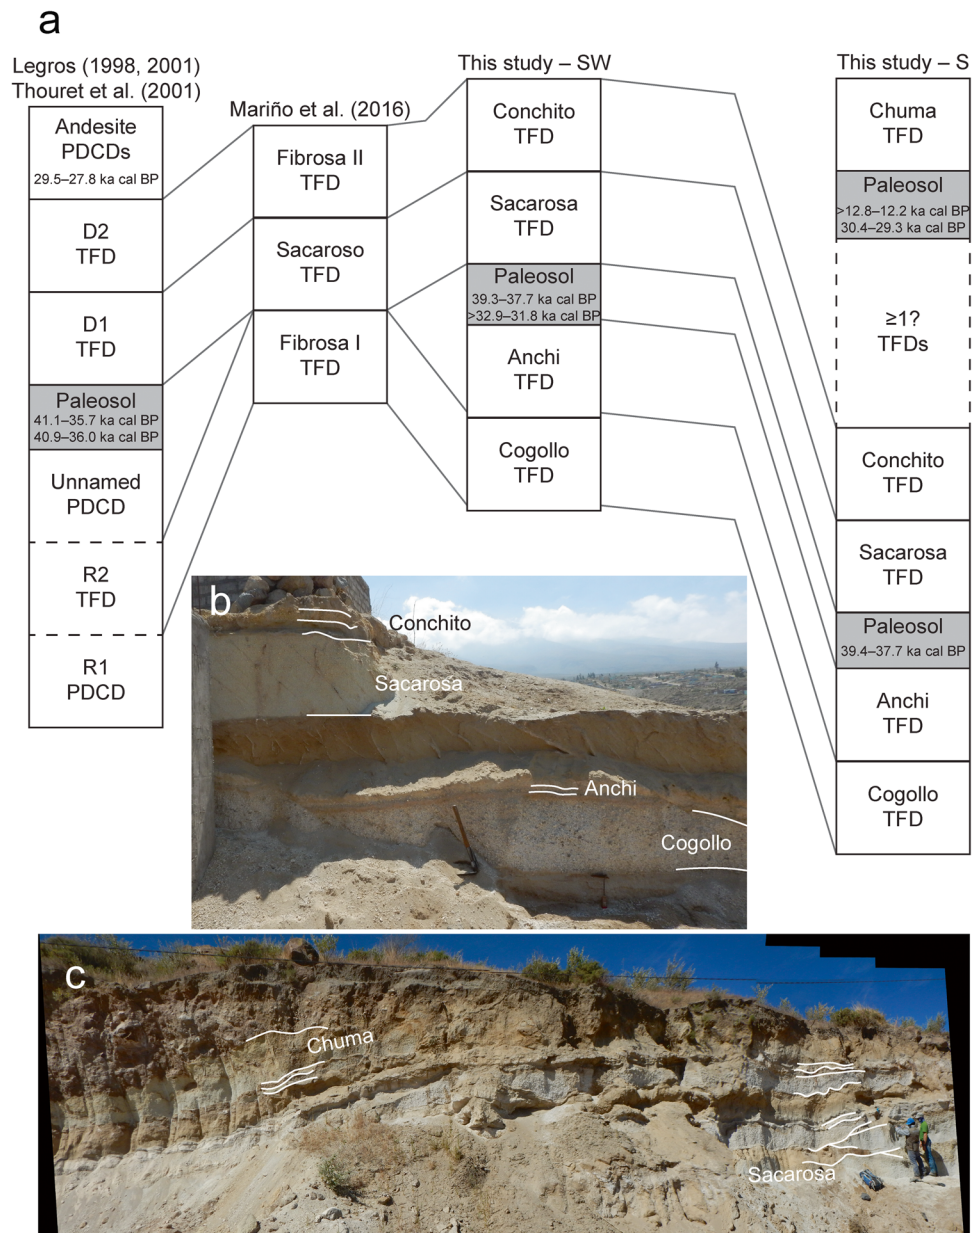 a
Legros (1998, 2001)
Thouret et al. (2001)
Andesite
PDCDs
29.5–27.8 ka cal BP
D2
TFD
D1
TFD
Paleosol
41.1–35.7 ka cal BP
40.9–36.0 ka cal BP
Unnamed
PDCD
R2
TFD
R1
PDCD
Mariño et al. (2016)
Fibrosa II
TFD
Sacaroso
TFD
Fibrosa I
TFD
This study – SW
Conchito
TFD
Sacarosa
TFD
Paleosol
39.3–37.7 ka cal BP
>32.9–31.8 ka cal BP
Anchi
TFD
Cogollo
TFD
This study – S
Chuma
TFD
Paleosol
>12.8–12.2 ka cal BP
30.4–29.3 ka cal BP
≥1?
TFDs
Conchito
TFD
Sacarosa
TFD
Paleosol
39.4–37.7 ka cal BP
Anchi
TFD
Cogollo
TFD
b
Conchito
Sacarosa
Anchi
Cogollo
c
Chuma
Sacarosa